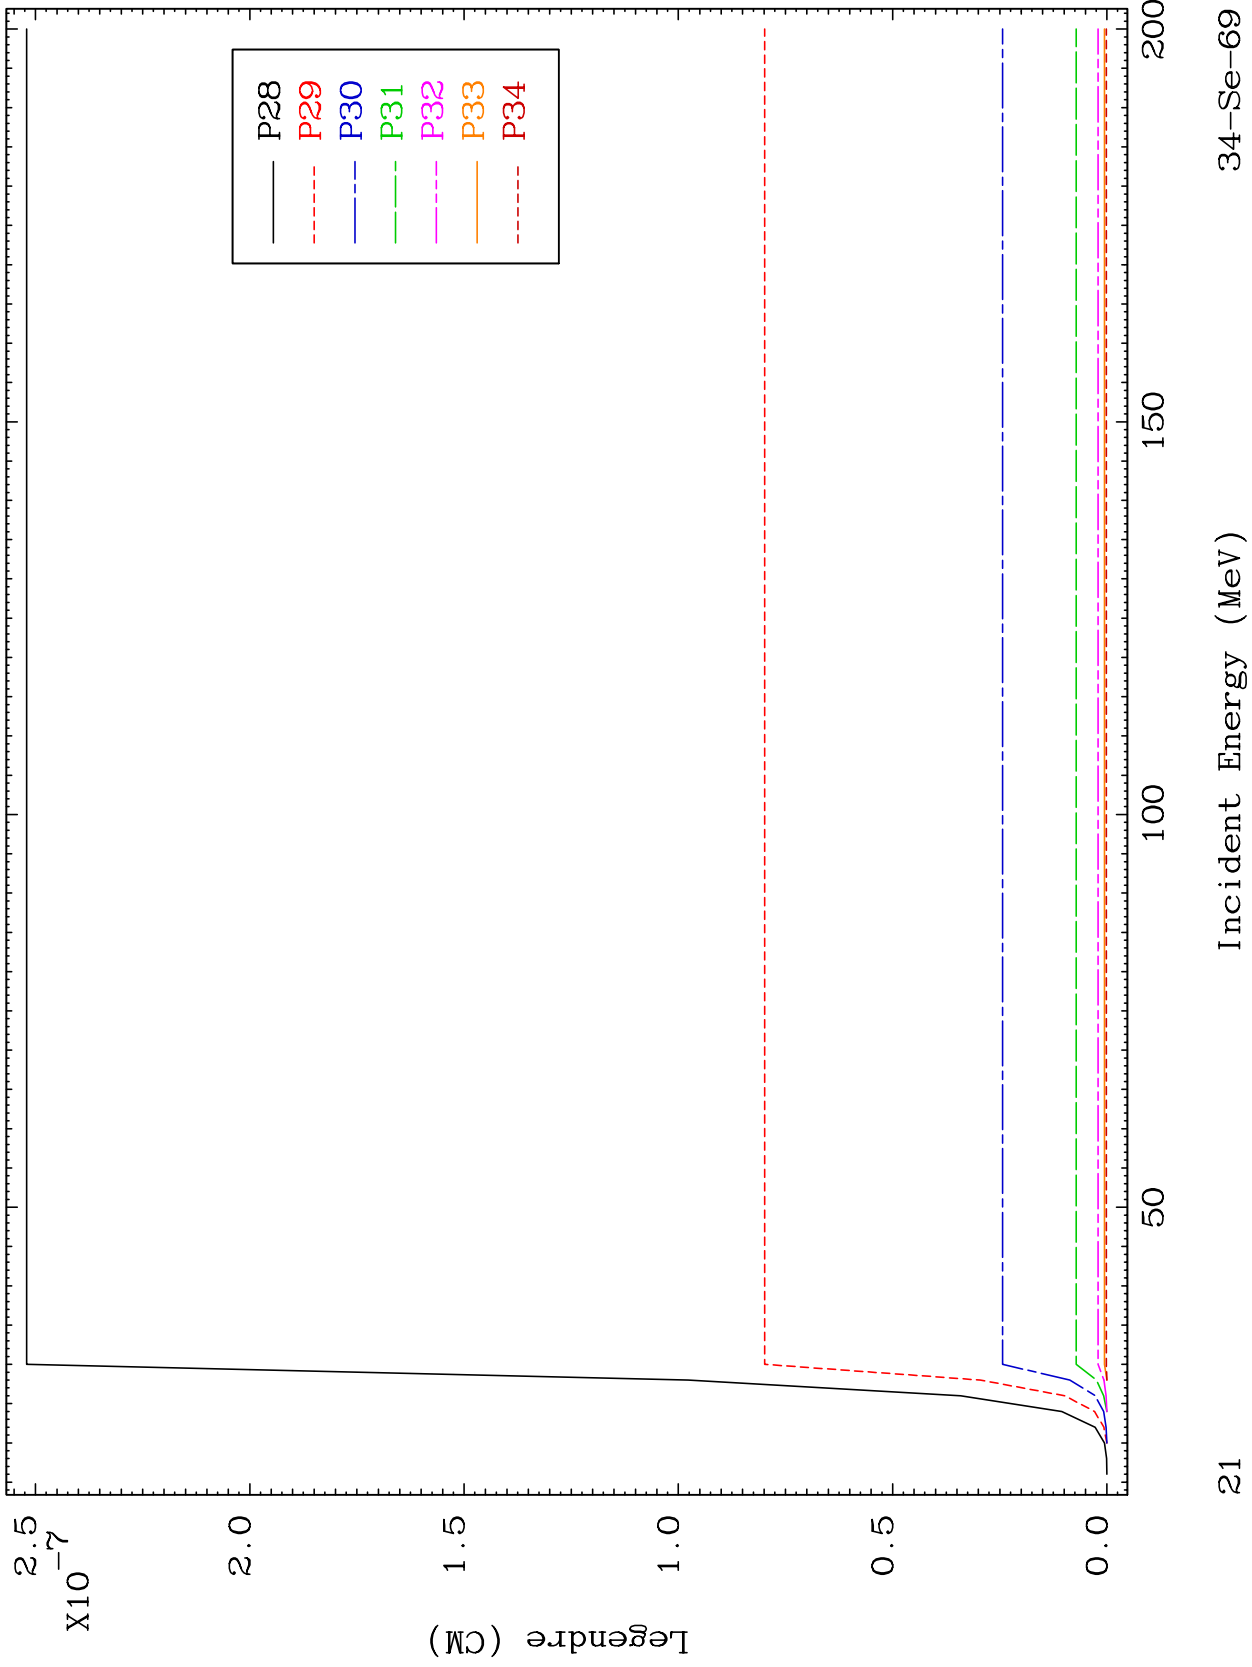 P28
P29
P30
P31
P32
P33
P34
2.5
X10⁻⁷
2.0
1.5
1.0
0.5
0.0
Legendre (CM)
50
100
150
200
Incident Energy (MeV)
21
34-Se-69